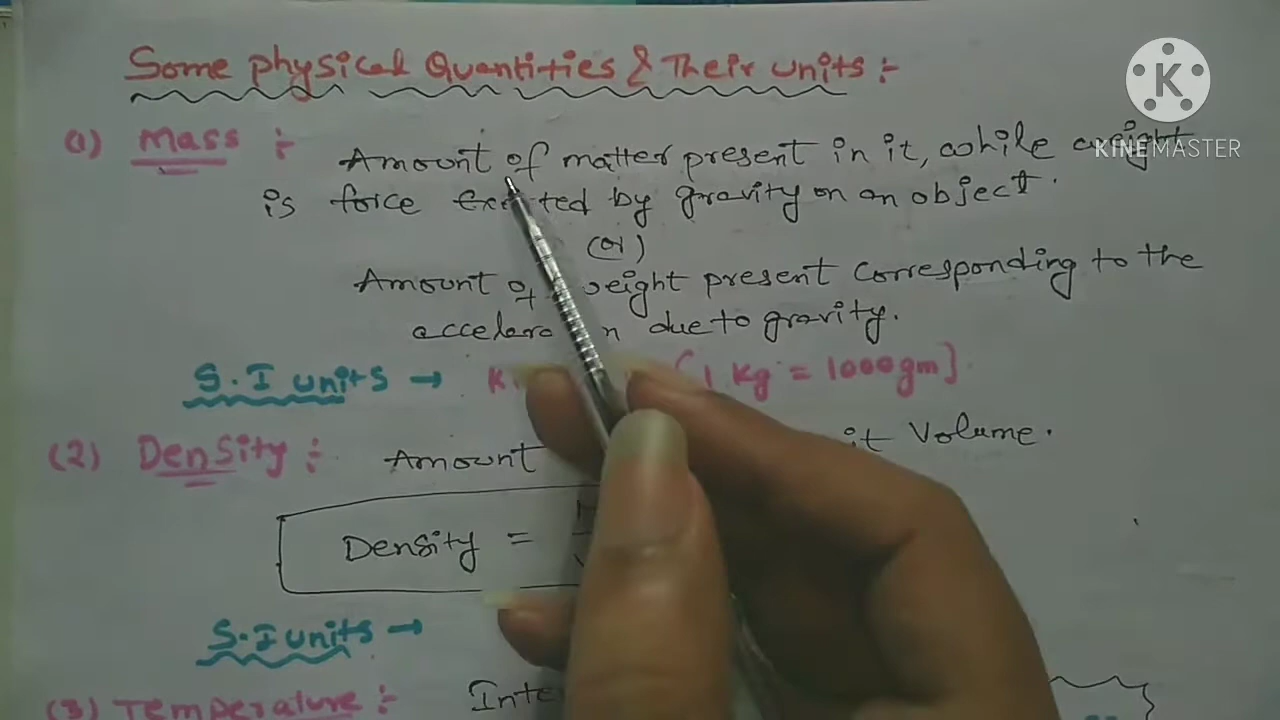 Some physical Quantities & Their units :-
(1) Mass :- Amount of matter present in it, while weight
is force exerted by gravity on an object.
(or)
Amount of weight present corresponding to the
due to gravity.
S.I units → [1 Kg = 1000gm].
(2) Density :- Amount Volume.
Density =
S.I units →
(3) Temperature :-
K
KINEMASTER